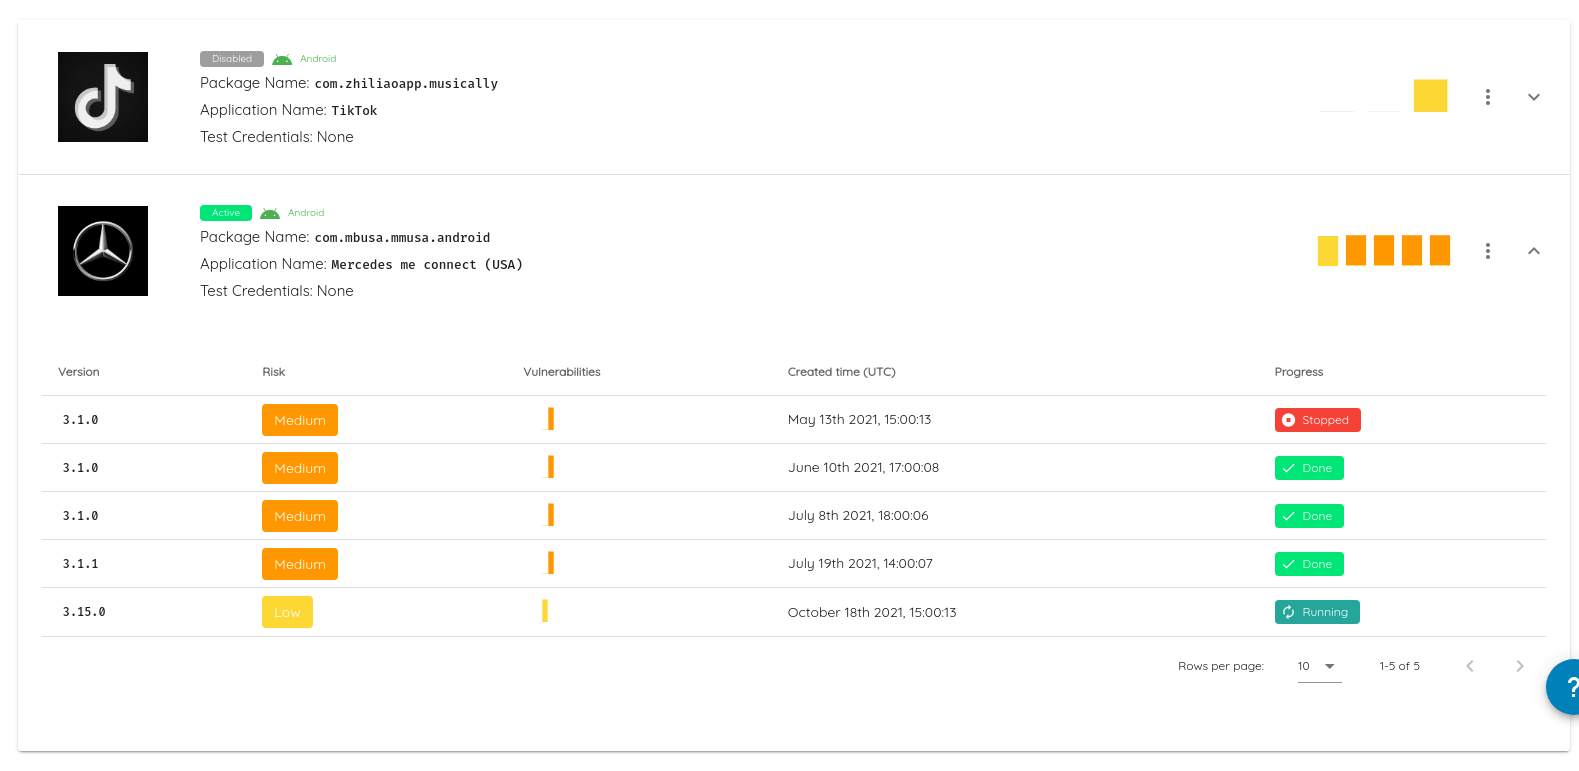 Disabled Android
Package Name: com.zhiliaoapp.musically
Application Name: TikTok
Test Credentials: None
Active Android
Package Name: com.mbusa.mmusa.android
Application Name: Mercedes me connect (USA)
Test Credentials: None
Version Risk Vulnerabilities Created time (UTC) Progress
3.1.0 Medium May 13th 2021, 15:00:13 Stopped
3.1.0 Medium June 10th 2021, 17:00:08 Done
3.1.0 Medium July 8th 2021, 18:00:06 Done
3.1.1 Medium July 19th 2021, 14:00:07 Done
3.15.0 Low October 18th 2021, 15:00:13 Running
Rows per page: 10 1-5 of 5
?